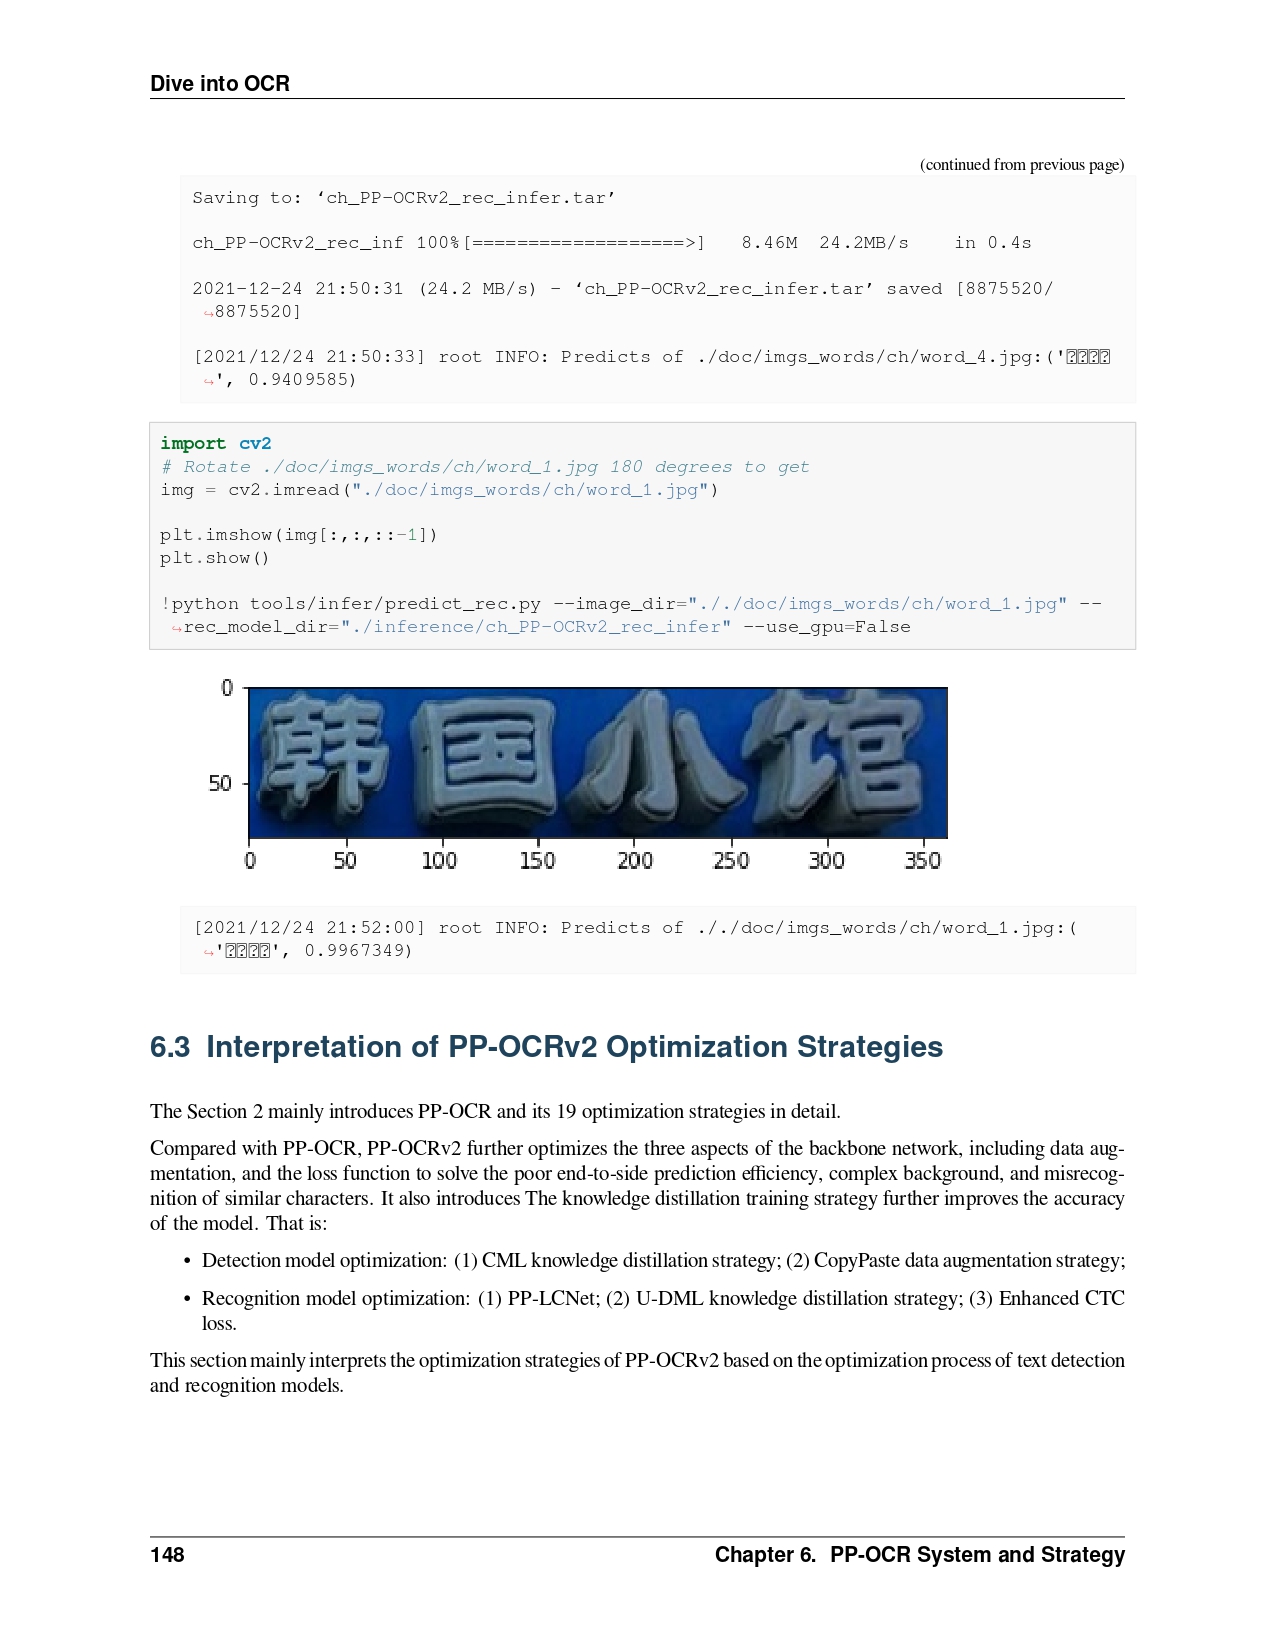 Dive into OCR
(continued from previous page)
Saving to: ‘ch_PP-OCRv2_rec_infer.tar’
ch_PP-OCRv2_rec_inf 100%[===================>]   8.46M  24.2MB/s    in 0.4s
2021-12-24 21:50:31 (24.2 MB/s) - ‘ch_PP-OCRv2_rec_infer.tar’ saved [8875520/
↪8875520]
[2021/12/24 21:50:33] root INFO: Predicts of ./doc/imgs_words/ch/word_4.jpg:('⍰⍰⍰⍰
↪', 0.9409585)
import cv2
# Rotate ./doc/imgs_words/ch/word_1.jpg 180 degrees to get
img = cv2.imread("./doc/imgs_words/ch/word_1.jpg")
plt.imshow(img[:,:,::-1])
plt.show()
!python tools/infer/predict_rec.py --image_dir="././doc/imgs_words/ch/word_1.jpg" --
↪rec_model_dir="./inference/ch_PP-OCRv2_rec_infer" --use_gpu=False
0
韩国小馆
50
0 50 100 150 200 250 300 350
[2021/12/24 21:52:00] root INFO: Predicts of ././doc/imgs_words/ch/word_1.jpg:(
↪'⍰⍰⍰⍰', 0.9967349)
6.3 Interpretation of PP-OCRv2 Optimization Strategies
The Section 2 mainly introduces PP-OCR and its 19 optimization strategies in detail.
Compared with PP-OCR, PP-OCRv2 further optimizes the three aspects of the backbone network, including data aug-
mentation, and the loss function to solve the poor end-to-side prediction efficiency, complex background, and misrecog-
nition of similar characters. It also introduces The knowledge distillation training strategy further improves the accuracy
of the model. That is:
• Detection model optimization: (1) CML knowledge distillation strategy; (2) CopyPaste data augmentation strategy;
• Recognition model optimization: (1) PP-LCNet; (2) U-DML knowledge distillation strategy; (3) Enhanced CTC
loss.
This section mainly interprets the optimization strategies of PP-OCRv2 based on the optimization process of text detection
and recognition models.
148
Chapter 6. PP-OCR System and Strategy